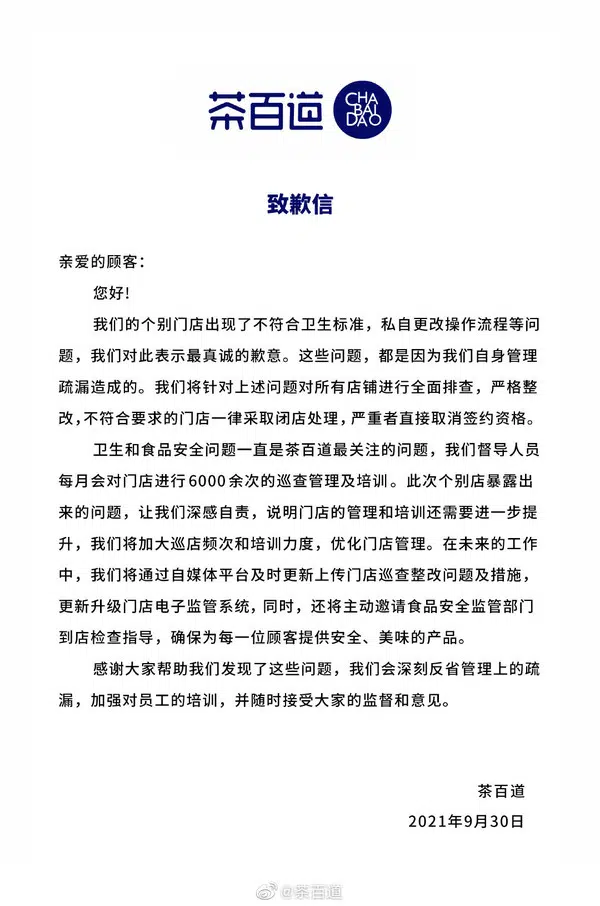 茶百道 CHA BAI DAO
致歉信
亲爱的顾客：
您好!
我们的个别门店出现了不符合卫生标准，私自更改操作流程等问
题，我们对此表示最真诚的歉意。这些问题，都是因为我们自身管理
疏漏造成的。我们将针对上述问题对所有店铺进行全面排查，严格整
改，不符合要求的门店一律采取闭店处理，严重者直接取消签约资格。
卫生和食品安全问题一直是茶百道最关注的问题，我们督导人员
每月会对门店进行6000余次的巡查管理及培训。此次个别店暴露出
来的问题，让我们深感自责，说明门店的管理和培训还需要进一步提
升，我们将加大巡店频次和培训力度，优化门店管理。在未来的工作
中，我们将通过自媒体平台及时更新上传门店巡查整改问题及措施，
更新升级门店电子监管系统，同时，还将主动邀请食品安全监管部门
到店检查指导，确保为每一位顾客提供安全、美味的产品。
感谢大家帮助我们发现了这些问题，我们会深刻反省管理上的疏
漏，加强对员工的培训，并随时接受大家的监督和意见。
茶百道
2021年9月30日
@茶百道